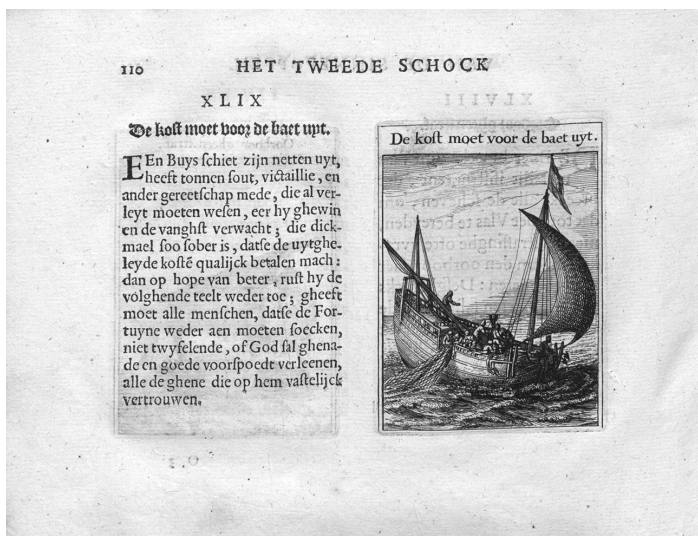 110 HET TWEEDE SCHOCK
XLIX
De kost moet voor de baet uyt.
EEn Buys schiet zijn netten uyt,
heeft tonnen sout, victaillie, en
ander gereetschap mede, die al ver-
leyt moeten wesen, eer hy ghewin
en de vanghst verwacht; die dick-
mael soo sober is, datse de uytghe-
leyde kostē qualijck betalen mach:
dan op hope van beter, rust hy de
volghende teelt weder toe; gheeft
moet alle menschen, datse de For-
tuyne weder aen moeten soecken,
niet twyfelende, of God sal ghena-
de en goede voorspoedt verleenen,
alle de ghene die op hem vastelijck
vertrouwen.
De kost moet voor de baet uyt.